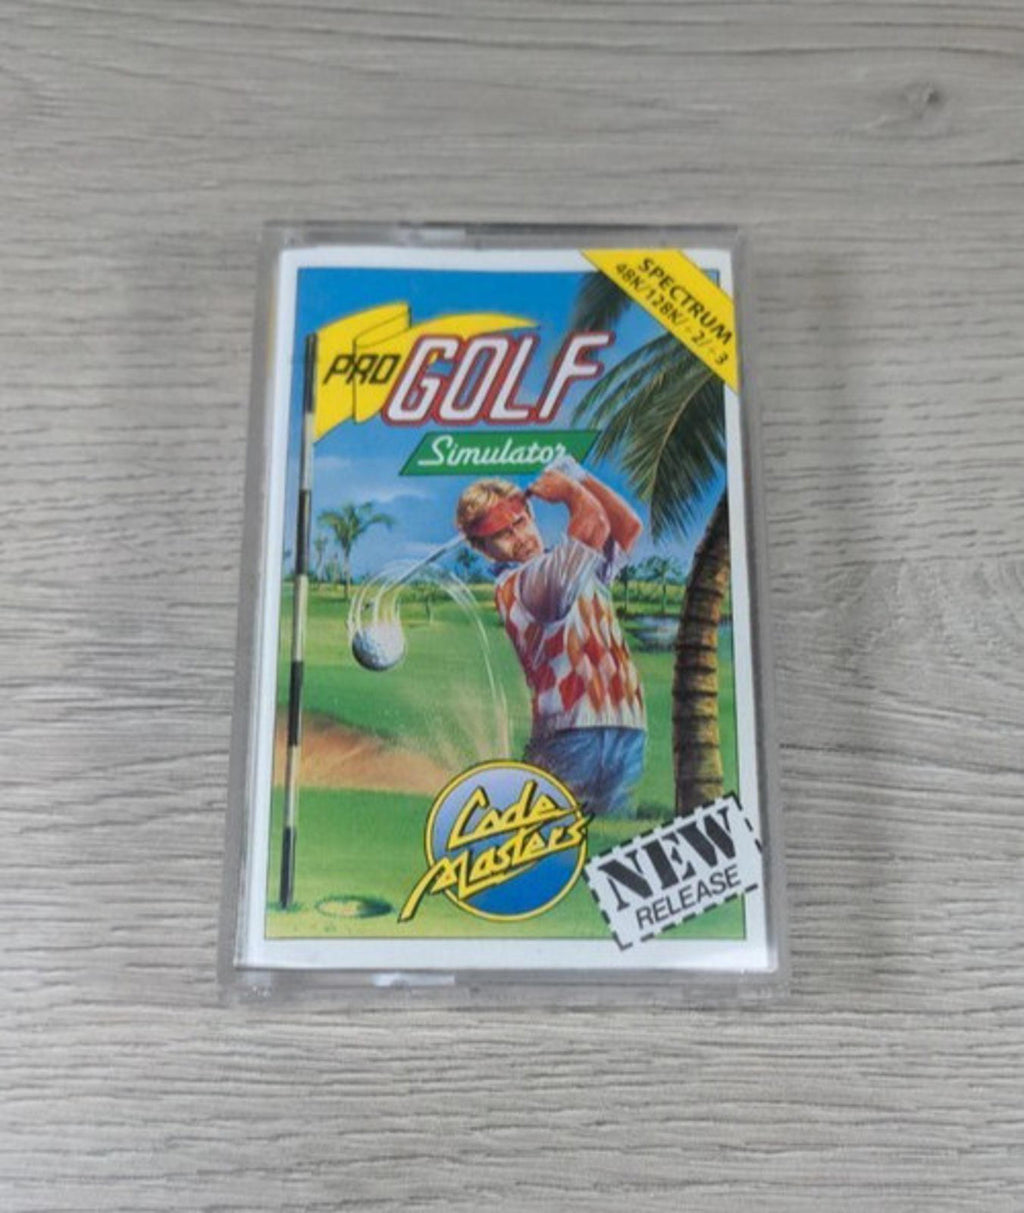 SPECTRUM
48K/128K/+2/+3
PRO GOLF
Simulator
Code
Masters
NEW
RELEASE